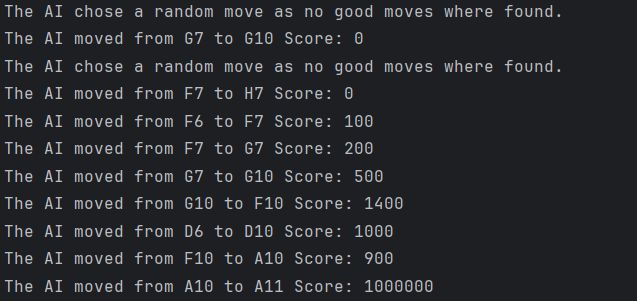 The AI chose a random move as no good moves where found.
The AI moved from G7 to G10 Score: 0
The AI chose a random move as no good moves where found.
The AI moved from F7 to H7 Score: 0
The AI moved from F6 to F7 Score: 100
The AI moved from F7 to G7 Score: 200
The AI moved from G7 to G10 Score: 500
The AI moved from G10 to F10 Score: 1400
The AI moved from D6 to D10 Score: 1000
The AI moved from F10 to A10 Score: 900
The AI moved from A10 to A11 Score: 1000000